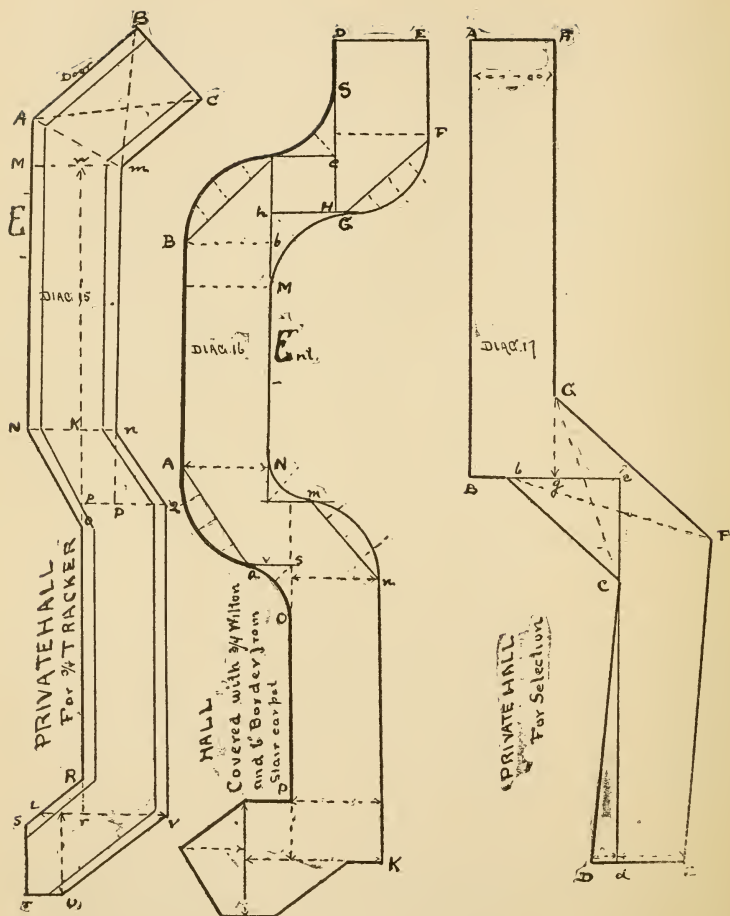 B
Door
C
A
M
w
m
E
DIAG. 15
N
K
n
P
p
2
o
PRIVATE HALL
For ¾ TRACKER
R
L
S
r
V
T
U
D
E
S
F
c
h
H
G
B
b
M
DIAG. 16
Ent.
A
N
m
v
s
R
n
O
HALL
Covered with ¾ Wilton
and 6" Border from
Stair carpet
P
K
A
DIAG. 17
G
B
b
g
e
F
C
PRIVATE HALL
For Selection
D
d